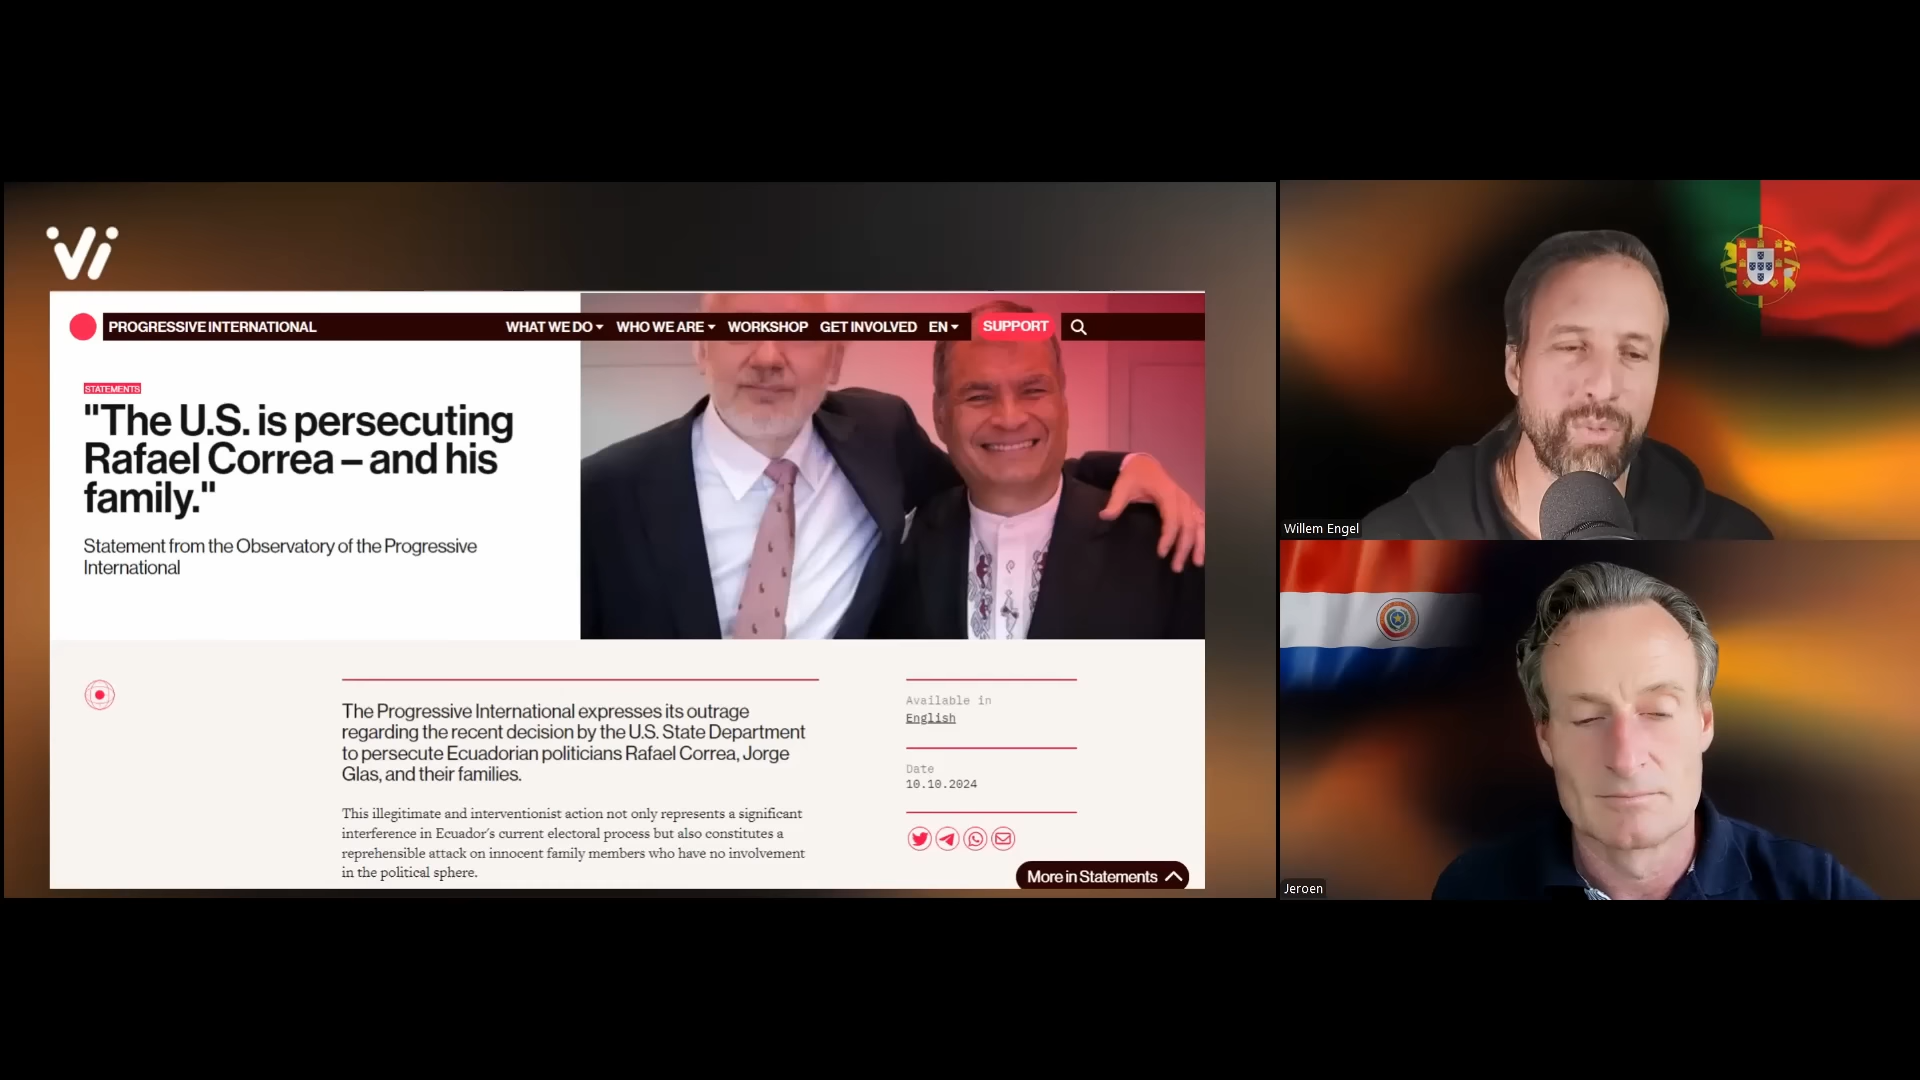 PROGRESSIVE INTERNATIONAL
WHAT WE DO WHO WE ARE WORKSHOP GET INVOLVED EN SUPPORT
STATEMENTS
"The U.S. is persecuting
Rafael Correa – and his
family."
Statement from the Observatory of the Progressive
International
The Progressive International expresses its outrage
regarding the recent decision by the U.S. State Department
to persecute Ecuadorian politicians Rafael Correa, Jorge
Glas, and their families.
This illegitimate and interventionist action not only represents a significant
interference in Ecuador's current electoral process but also constitutes a
reprehensible attack on innocent family members who have no involvement
in the political sphere.
Available in
English
Date
10.10.2024
More in Statements
Willem Engel
Jeroen